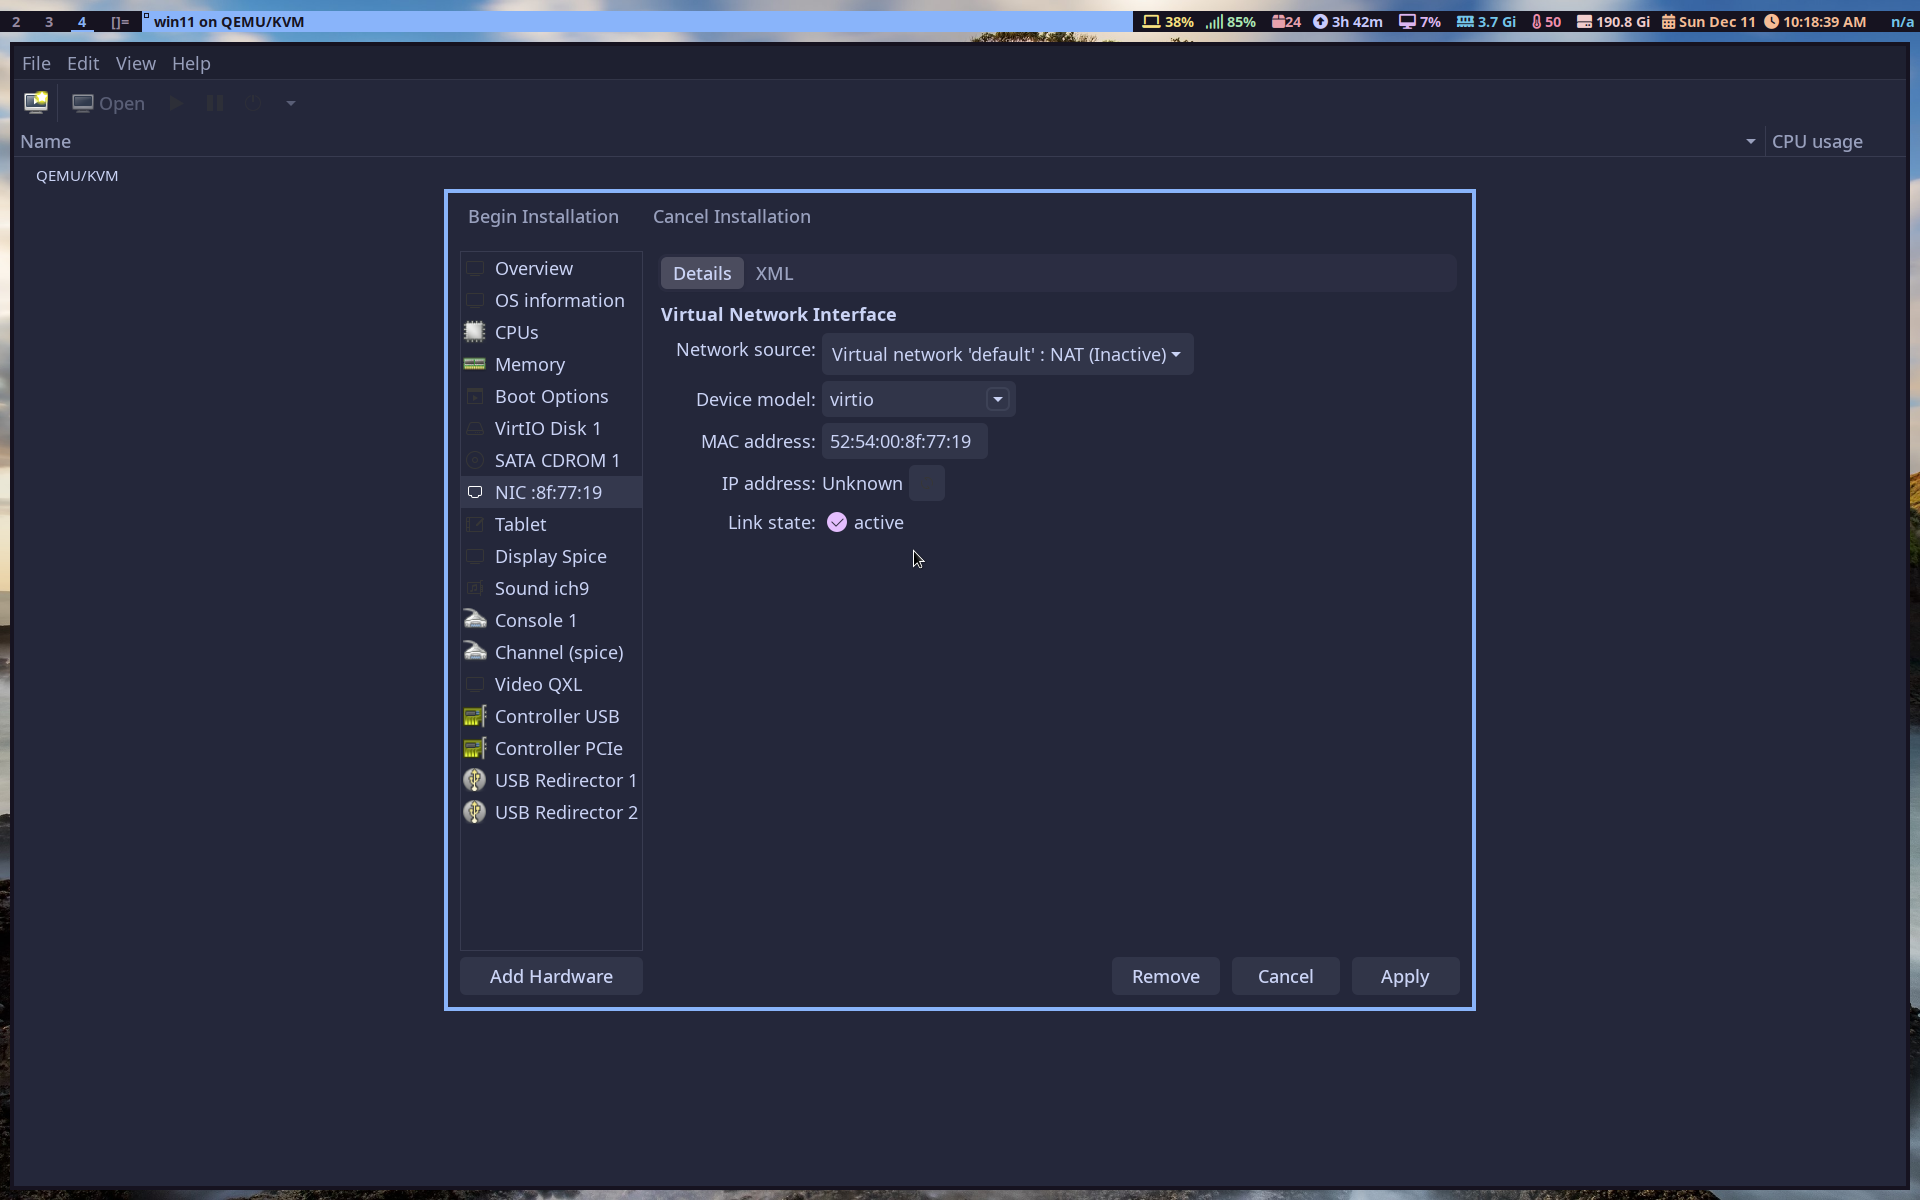 2 3 4 []= win11 on QEMU/KVM 38% 85% 24 3h 42m 7% 3.7 Gi 50 190.8 Gi Sun Dec 11 10:18:39 AM n/a
File Edit View Help
Open
Name CPU usage
QEMU/KVM
Begin Installation Cancel Installation
Overview
OS information
CPUs
Memory
Boot Options
VirtIO Disk 1
SATA CDROM 1
NIC :8f:77:19
Tablet
Display Spice
Sound ich9
Console 1
Channel (spice)
Video QXL
Controller USB
Controller PCIe
USB Redirector 1
USB Redirector 2
Add Hardware
Details XML
Virtual Network Interface
Network source: Virtual network 'default' : NAT (Inactive)
Device model: virtio
MAC address: 52:54:00:8f:77:19
IP address: Unknown
Link state: active
Remove Cancel Apply